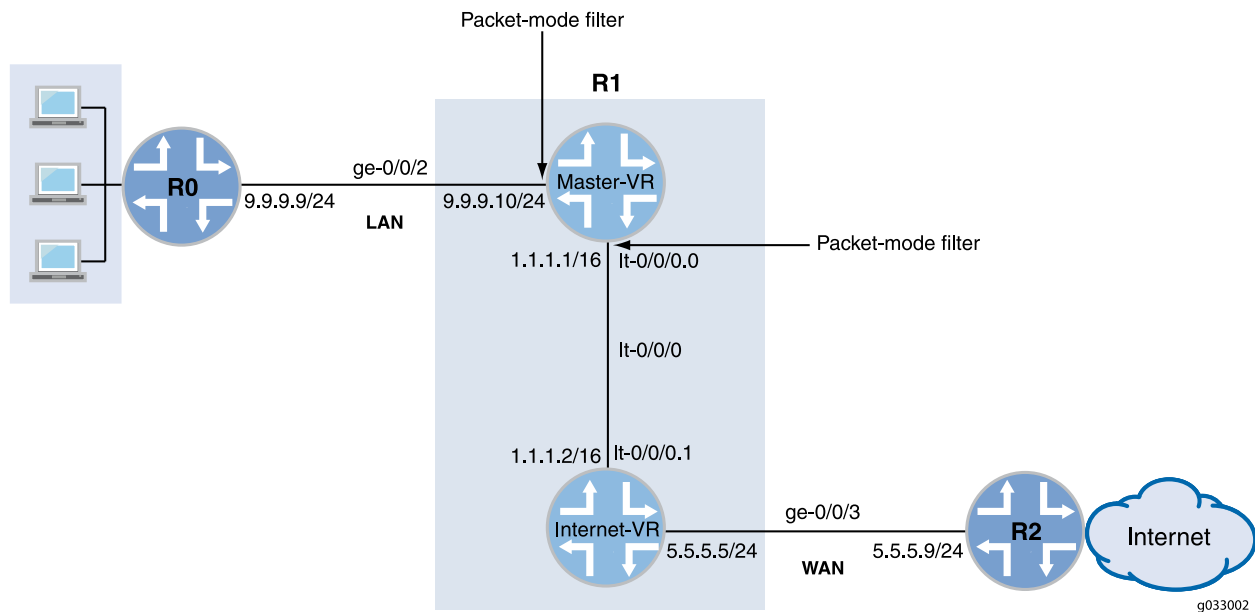 Packet-mode filter
R1
ge-0/0/2
Master-VR
R0
9.9.9.9/24
9.9.9.10/24
LAN
Packet-mode filter
1.1.1.1/16
lt-0/0/0.0
lt-0/0/0
1.1.1.2/16
lt-0/0/0.1
ge-0/0/3
Internet-VR
R2
Internet
5.5.5.5/24
5.5.5.9/24
WAN
g033002